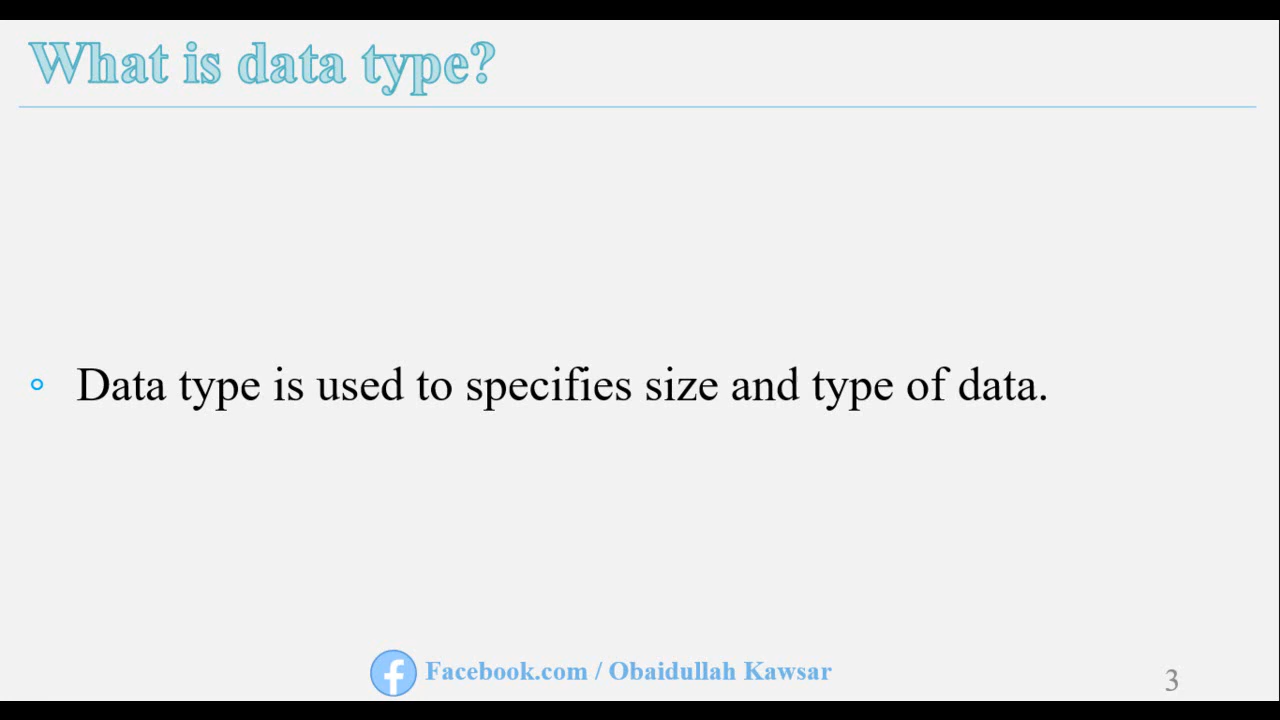 What is data type?
Data type is used to specifies size and type of data.
Facebook.com / Obaidullah Kawsar
3